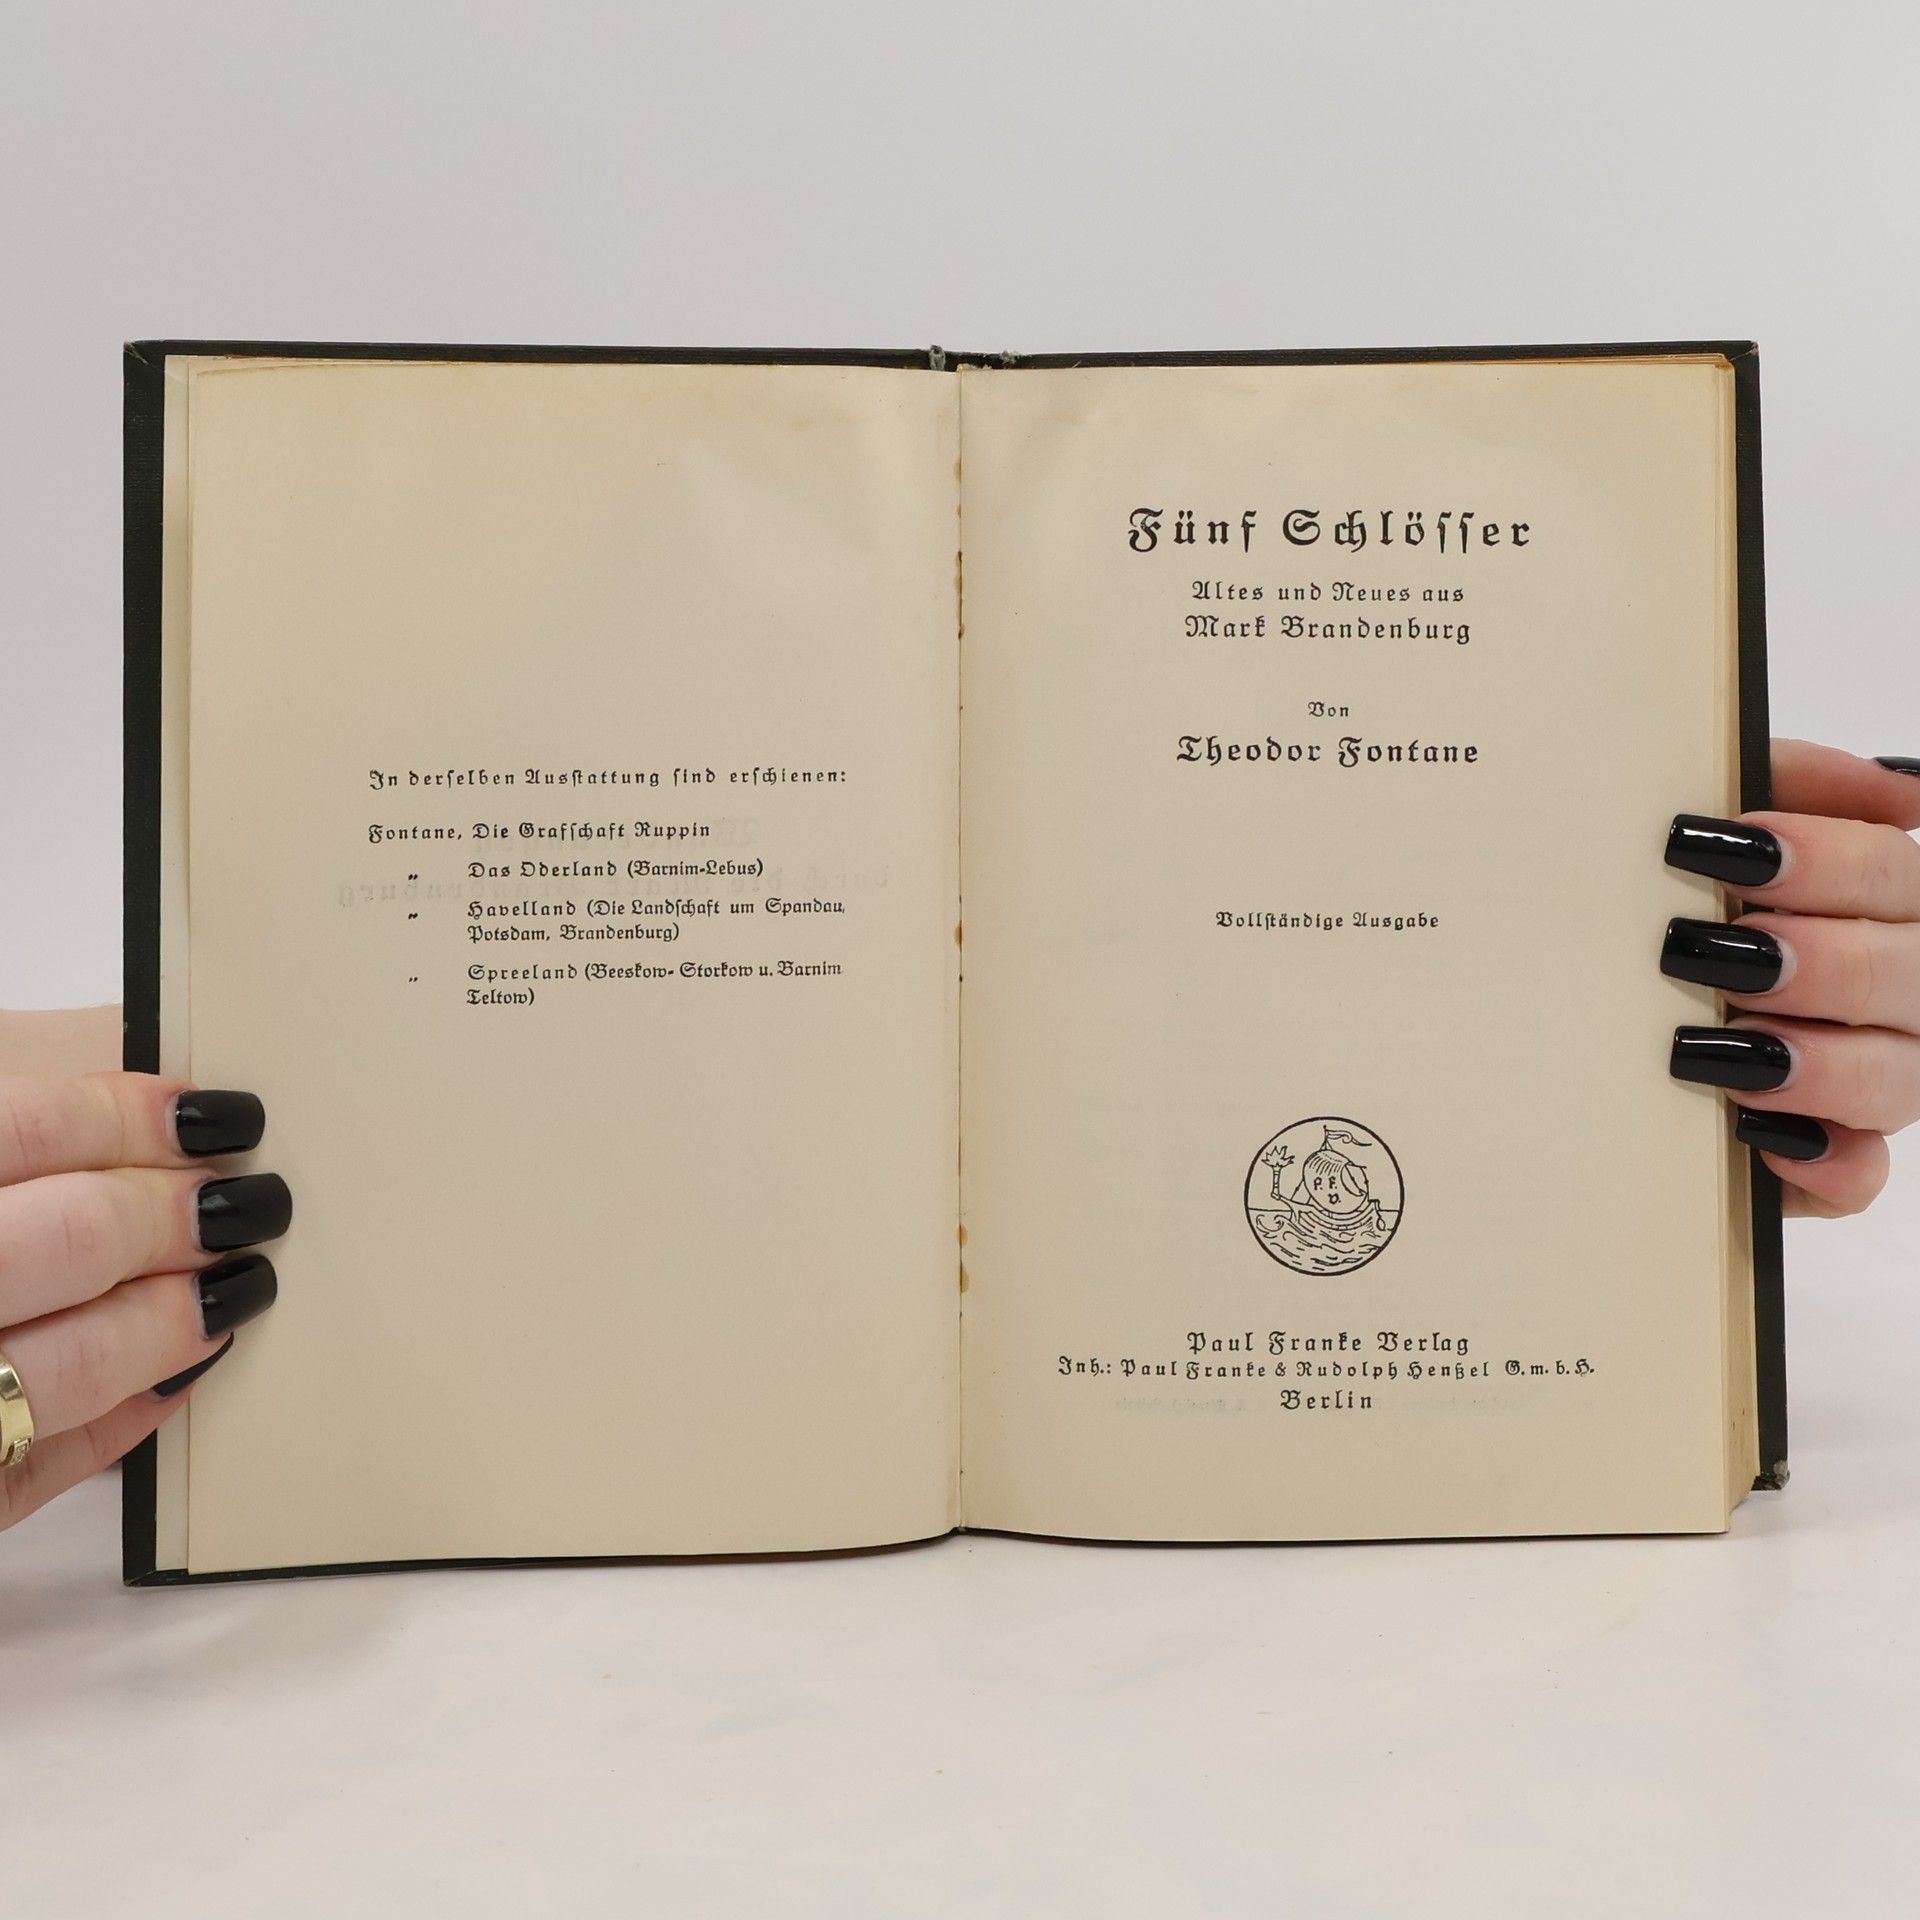 In derselben Ausstattung sind erschienen:
Fontane, Die Grafschaft Ruppin
„ Das Oderland (Barnim-Lebus)
„ Havelland (Die Landschaft um Spandau,
Potsdam, Brandenburg)
„ Spreeland (Beeskow- Storkow u. Barnim
Teltow)
Fünf Schlösser
Altes und Neues aus
Mark Brandenburg
Von
Theodor Fontane
Vollständige Ausgabe
P. F.
V.
Paul Franke Verlag
Inh.: Paul Franke & Rudolph Henßel G.m.b.H.
Berlin